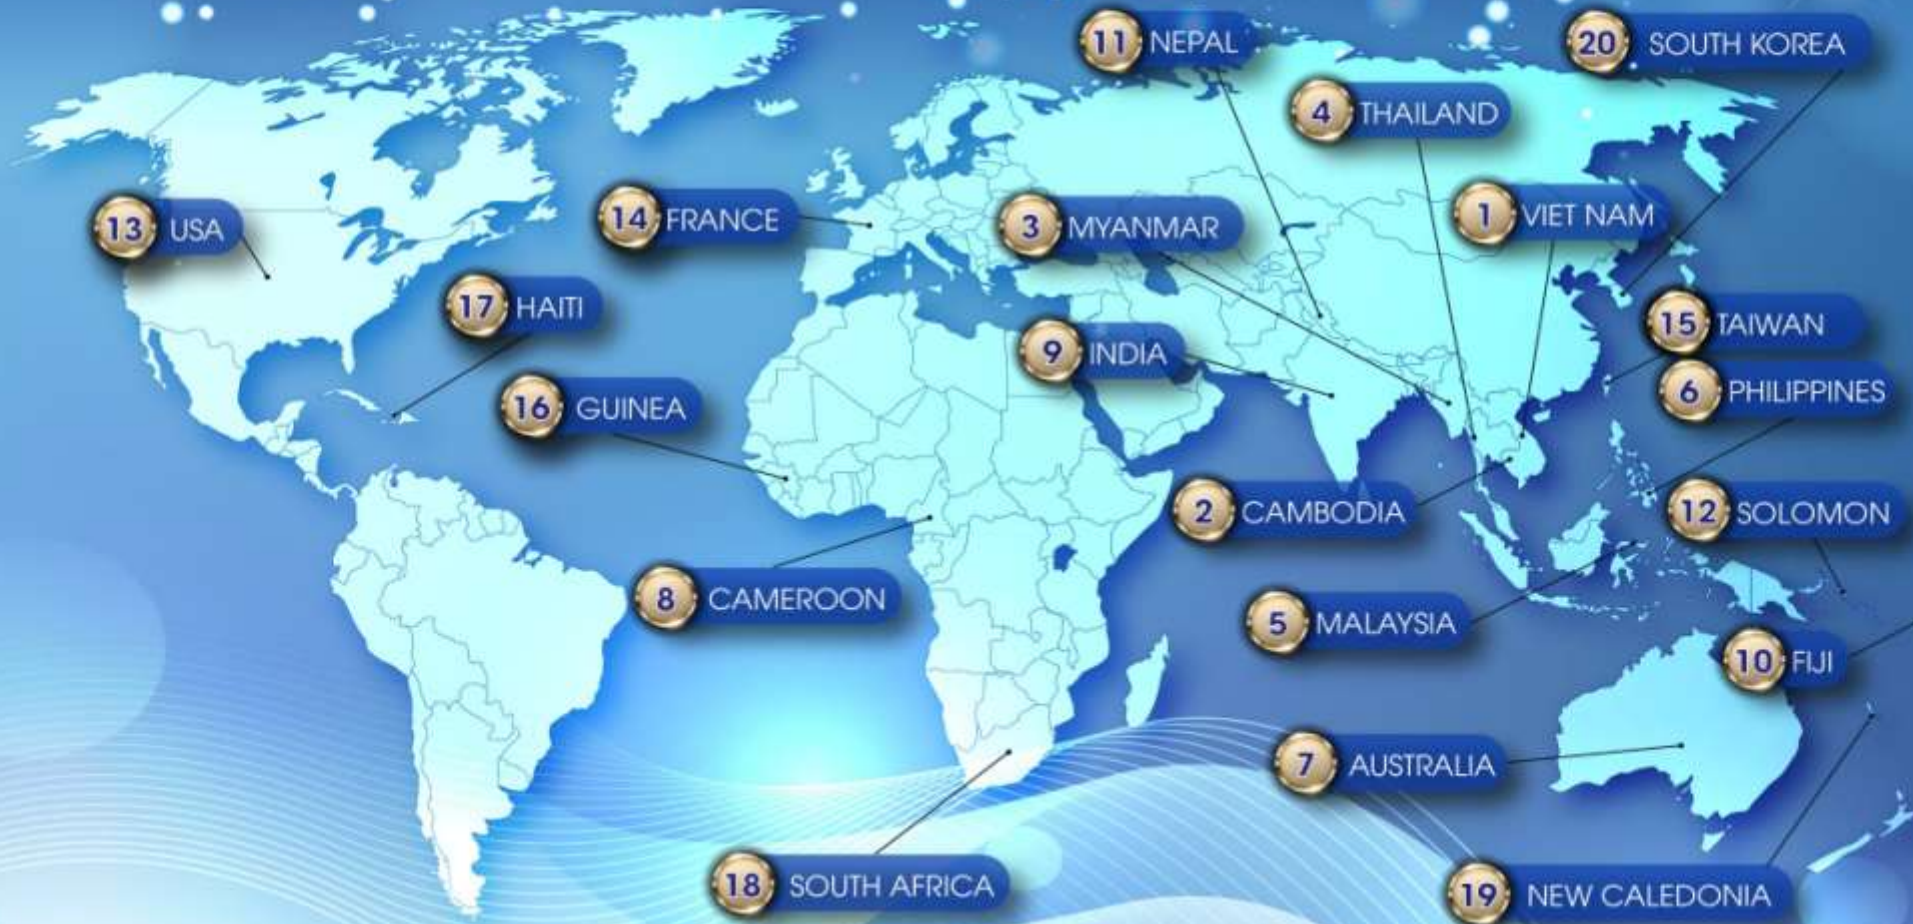 11 NEPAL
20 SOUTH KOREA
4 THAILAND
13 USA
14 FRANCE
3 MYANMAR
1 VIET NAM
17 HAITI
15 TAIWAN
9 INDIA
6 PHILIPPINES
16 GUINEA
2 CAMBODIA
12 SOLOMON
8 CAMEROON
5 MALAYSIA
10 FIJI
7 AUSTRALIA
18 SOUTH AFRICA
19 NEW CALEDONIA